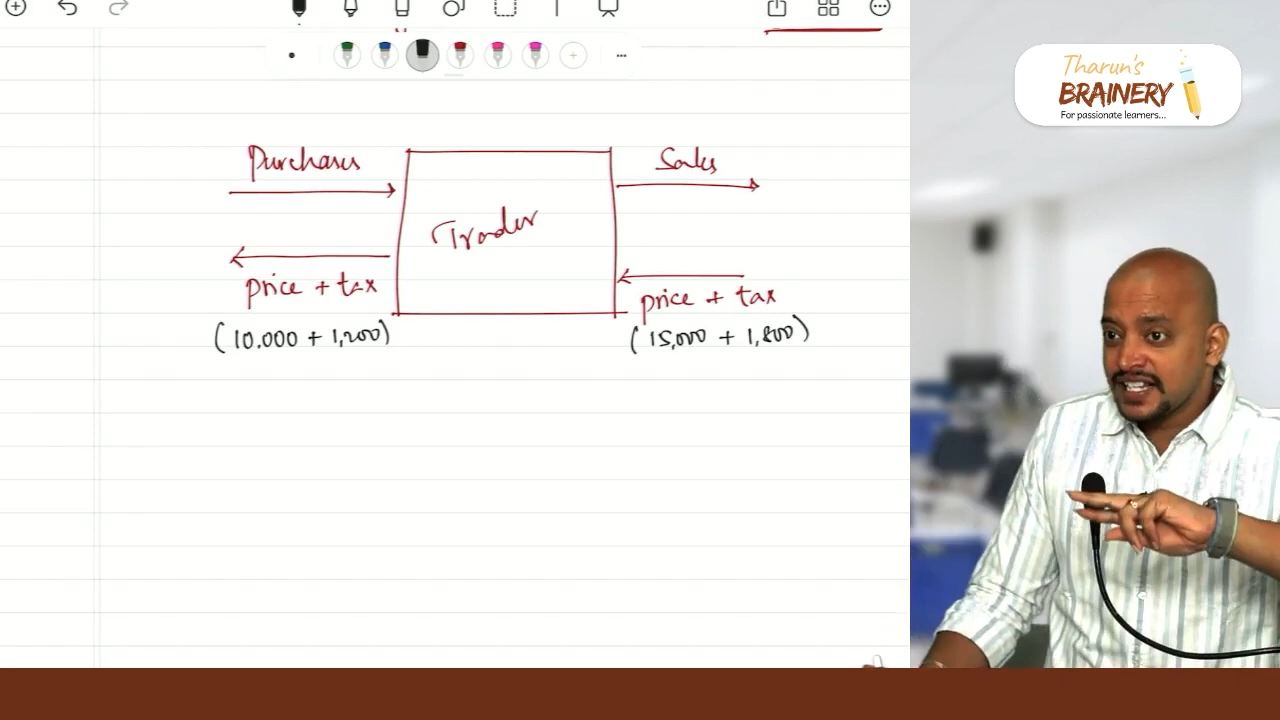 Tharun's
BRAINERY
For passionate learners...
Purchases
Sales
Trader
price + tax
price + tax
(10.000 + 1,200)
(15,000 + 1,800)